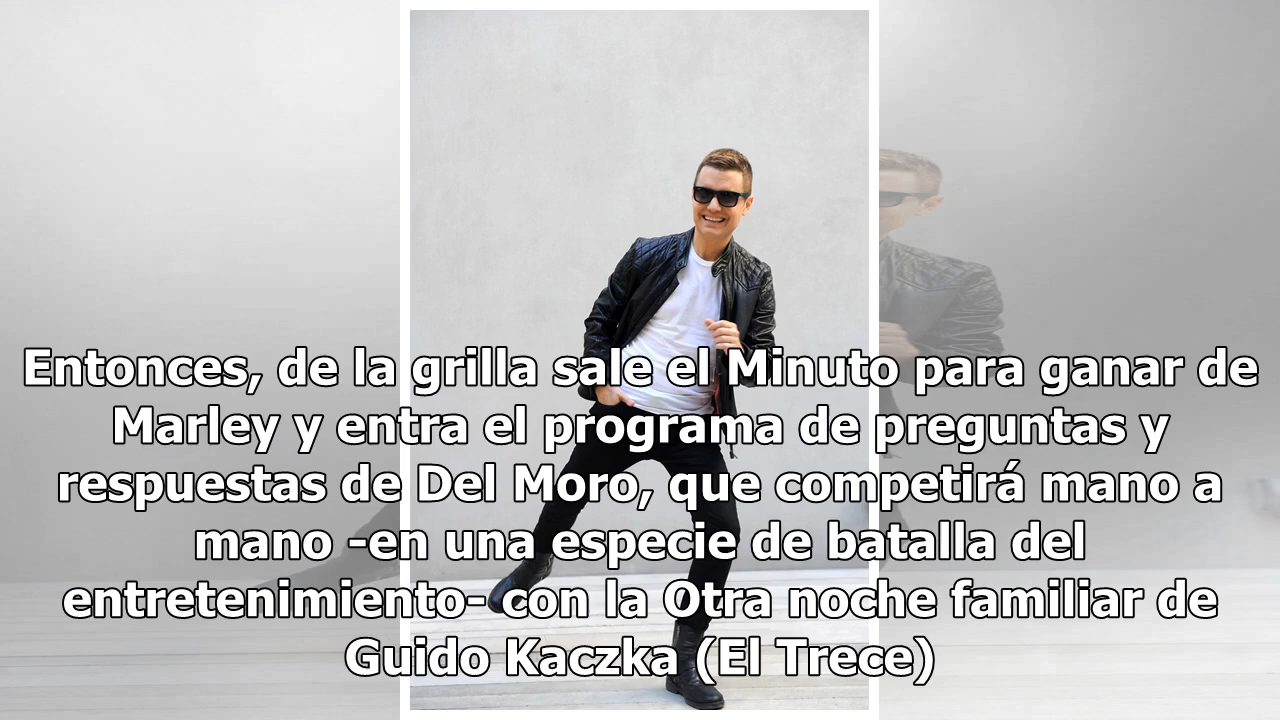 Entonces, de la grilla sale el Minuto para ganar de
Marley y entra el programa de preguntas y
respuestas de Del Moro, que competirá mano a
mano -en una especie de batalla del
entretenimiento- con la Otra noche familiar de
Guido Kaczka (El Trece)